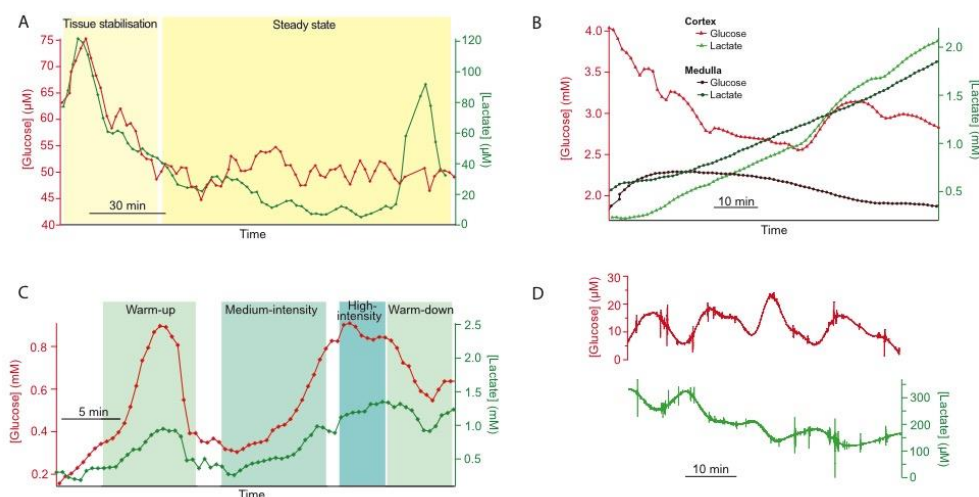 A
Tissue stabilisation
Steady state
75
70
65
60
55
50
45
40
[Glucose] (µM)
120
100
80
60
40
20
0
[Lactate] (µM)
30 min
Time
B
Cortex
Glucose
Lactate
Medulla
Glucose
Lactate
4.0
3.5
3.0
2.5
2.0
[Glucose] (mM)
2.0
1.5
1.0
0.5
[Lactate] (mM)
10 min
Time
C
Warm-up
Medium-intensity
High-
intensity
Warm-down
0.8
0.6
0.4
0.2
[Glucose] (mM)
2.5
2.0
1.5
1.0
0.5
[Lactate] (mM)
5 min
Time
D
30
20
10
0
[Glucose] (µM)
300
200
100
0
[Lactate] (µM)
10 min